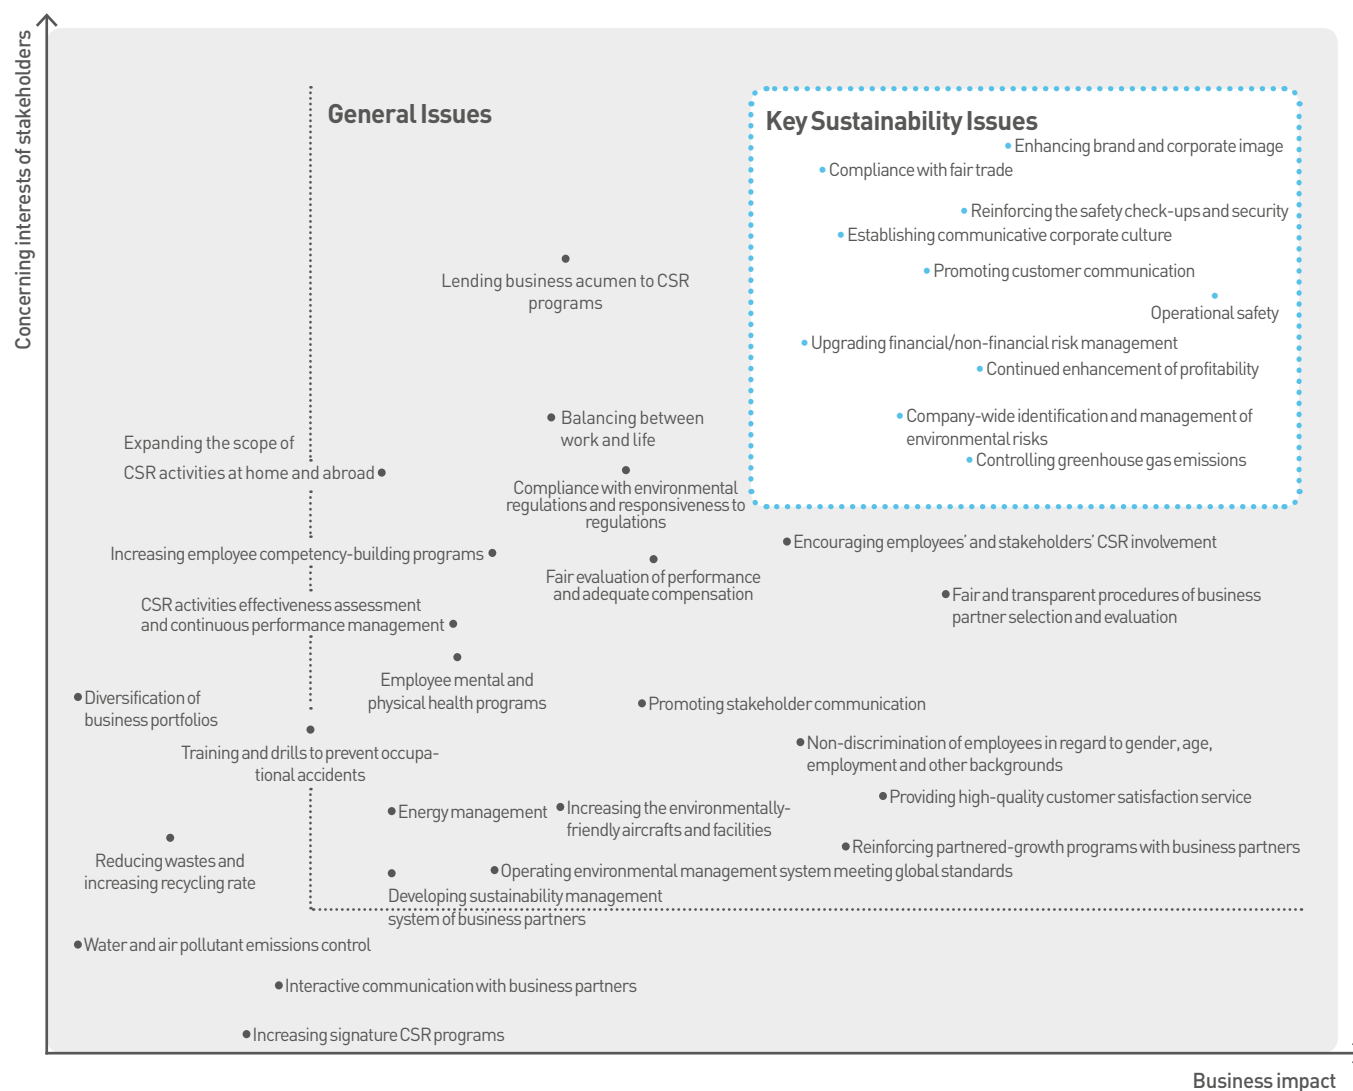 Concerning interests of stakeholders
General Issues
Key Sustainability Issues
Enhancing brand and corporate image
Compliance with fair trade
Reinforcing the safety check-ups and security
Establishing communicative corporate culture
Promoting customer communication
Operational safety
Upgrading financial/non-financial risk management
Continued enhancement of profitability
Company-wide identification and management of
environmental risks
Controlling greenhouse gas emissions
Lending business acumen to CSR
programs
Balancing between
work and life
Expanding the scope of
CSR activities at home and abroad
Compliance with environmental
regulations and responsiveness to
regulations
Encouraging employees’ and stakeholders’ CSR involvement
Increasing employee competency-building programs
Fair evaluation of performance
and adequate compensation
Fair and transparent procedures of business
partner selection and evaluation
CSR activities effectiveness assessment
and continuous performance management
Employee mental and
physical health programs
Diversification of
business portfolios
Promoting stakeholder communication
Training and drills to prevent occupa-
tional accidents
Non-discrimination of employees in regard to gender, age,
employment and other backgrounds
Providing high-quality customer satisfaction service
Energy management
Increasing the environmentally-
friendly aircrafts and facilities
Reinforcing partnered-growth programs with business partners
Reducing wastes and
increasing recycling rate
Operating environmental management system meeting global standards
Developing sustainability management
system of business partners
Water and air pollutant emissions control
Interactive communication with business partners
Increasing signature CSR programs
Business impact